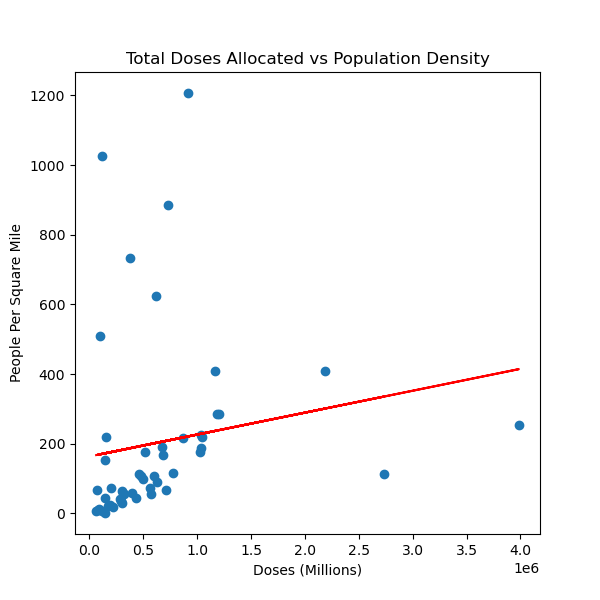 Total Doses Allocated vs Population Density
1200
1000
800
600
400
200
0
People Per Square Mile
0.0 0.5 1.0 1.5 2.0 2.5 3.0 3.5 4.0
1e6
Doses (Millions)